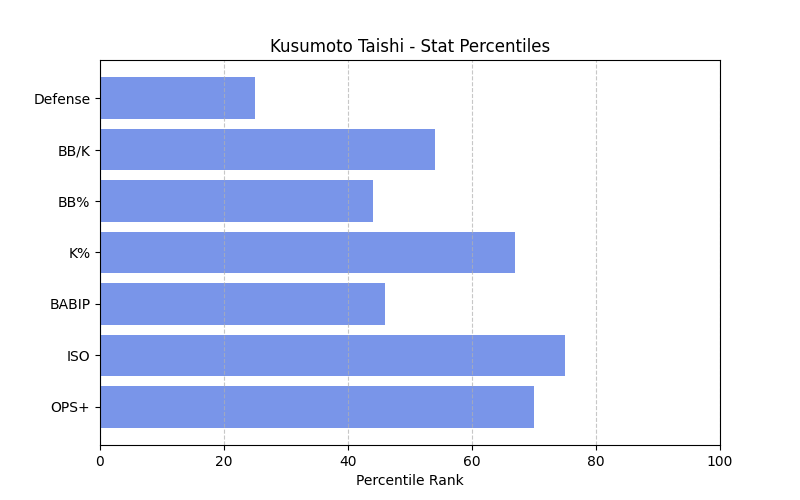 Kusumoto Taishi - Stat Percentiles
Defense
BB/K
BB%
K%
BABIP
ISO
OPS+
0 20 40 60 80 100
Percentile Rank